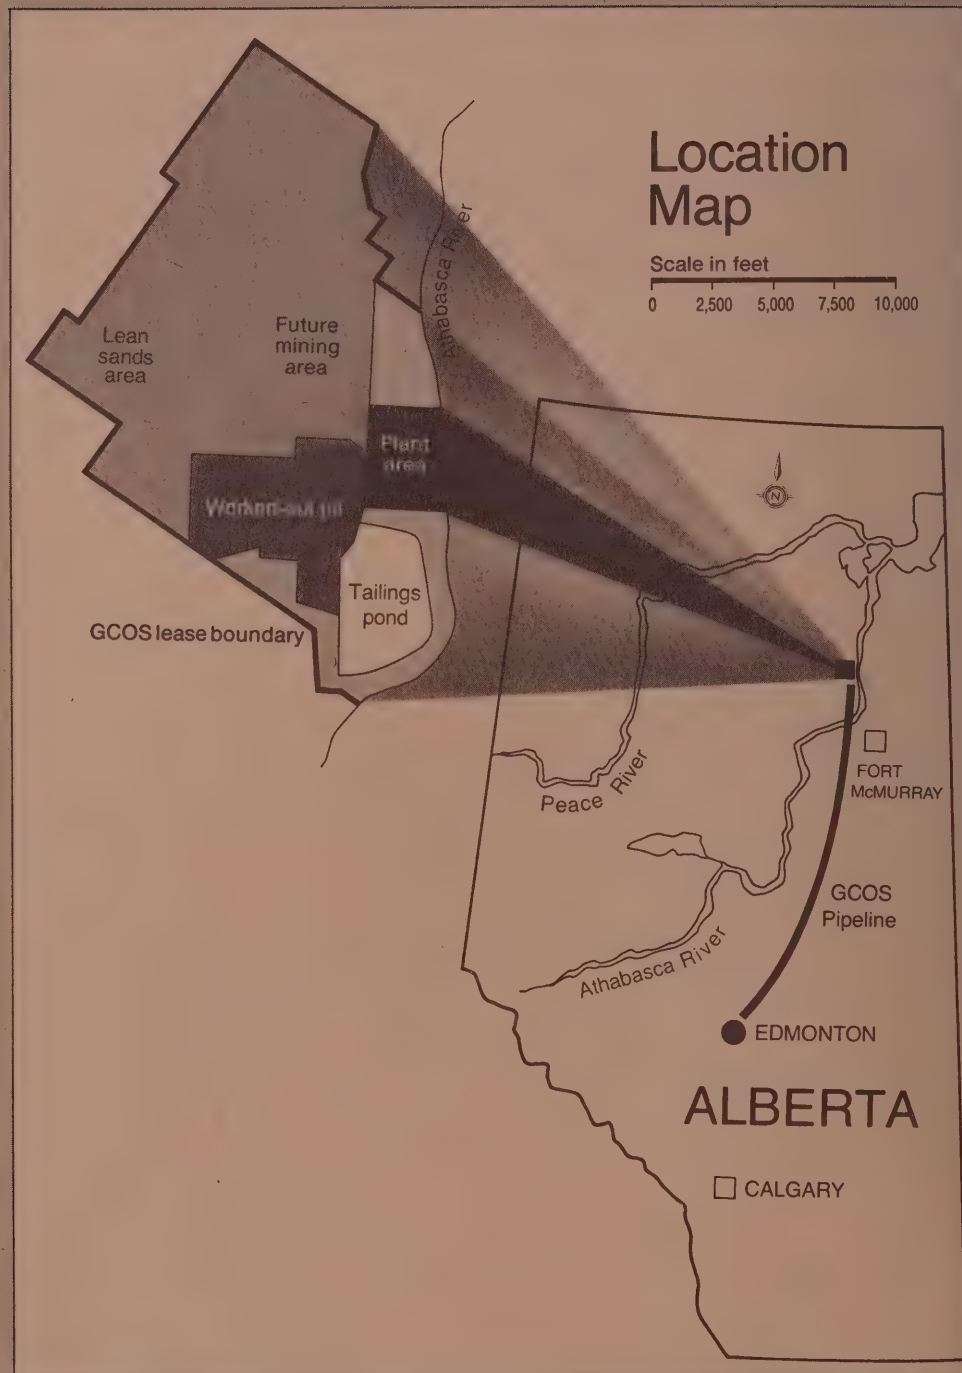 Location
Map
Scale in feet
0 2,500 5,000 7,500 10,000
Athabasca River
Lean
sands
area
Future
mining
area
Plant
area
Worked-out pit
Tailings
pond
GCOS lease boundary
N
Peace River
FORT
McMURRAY
GCOS
Pipeline
Athabasca River
EDMONTON
ALBERTA
CALGARY